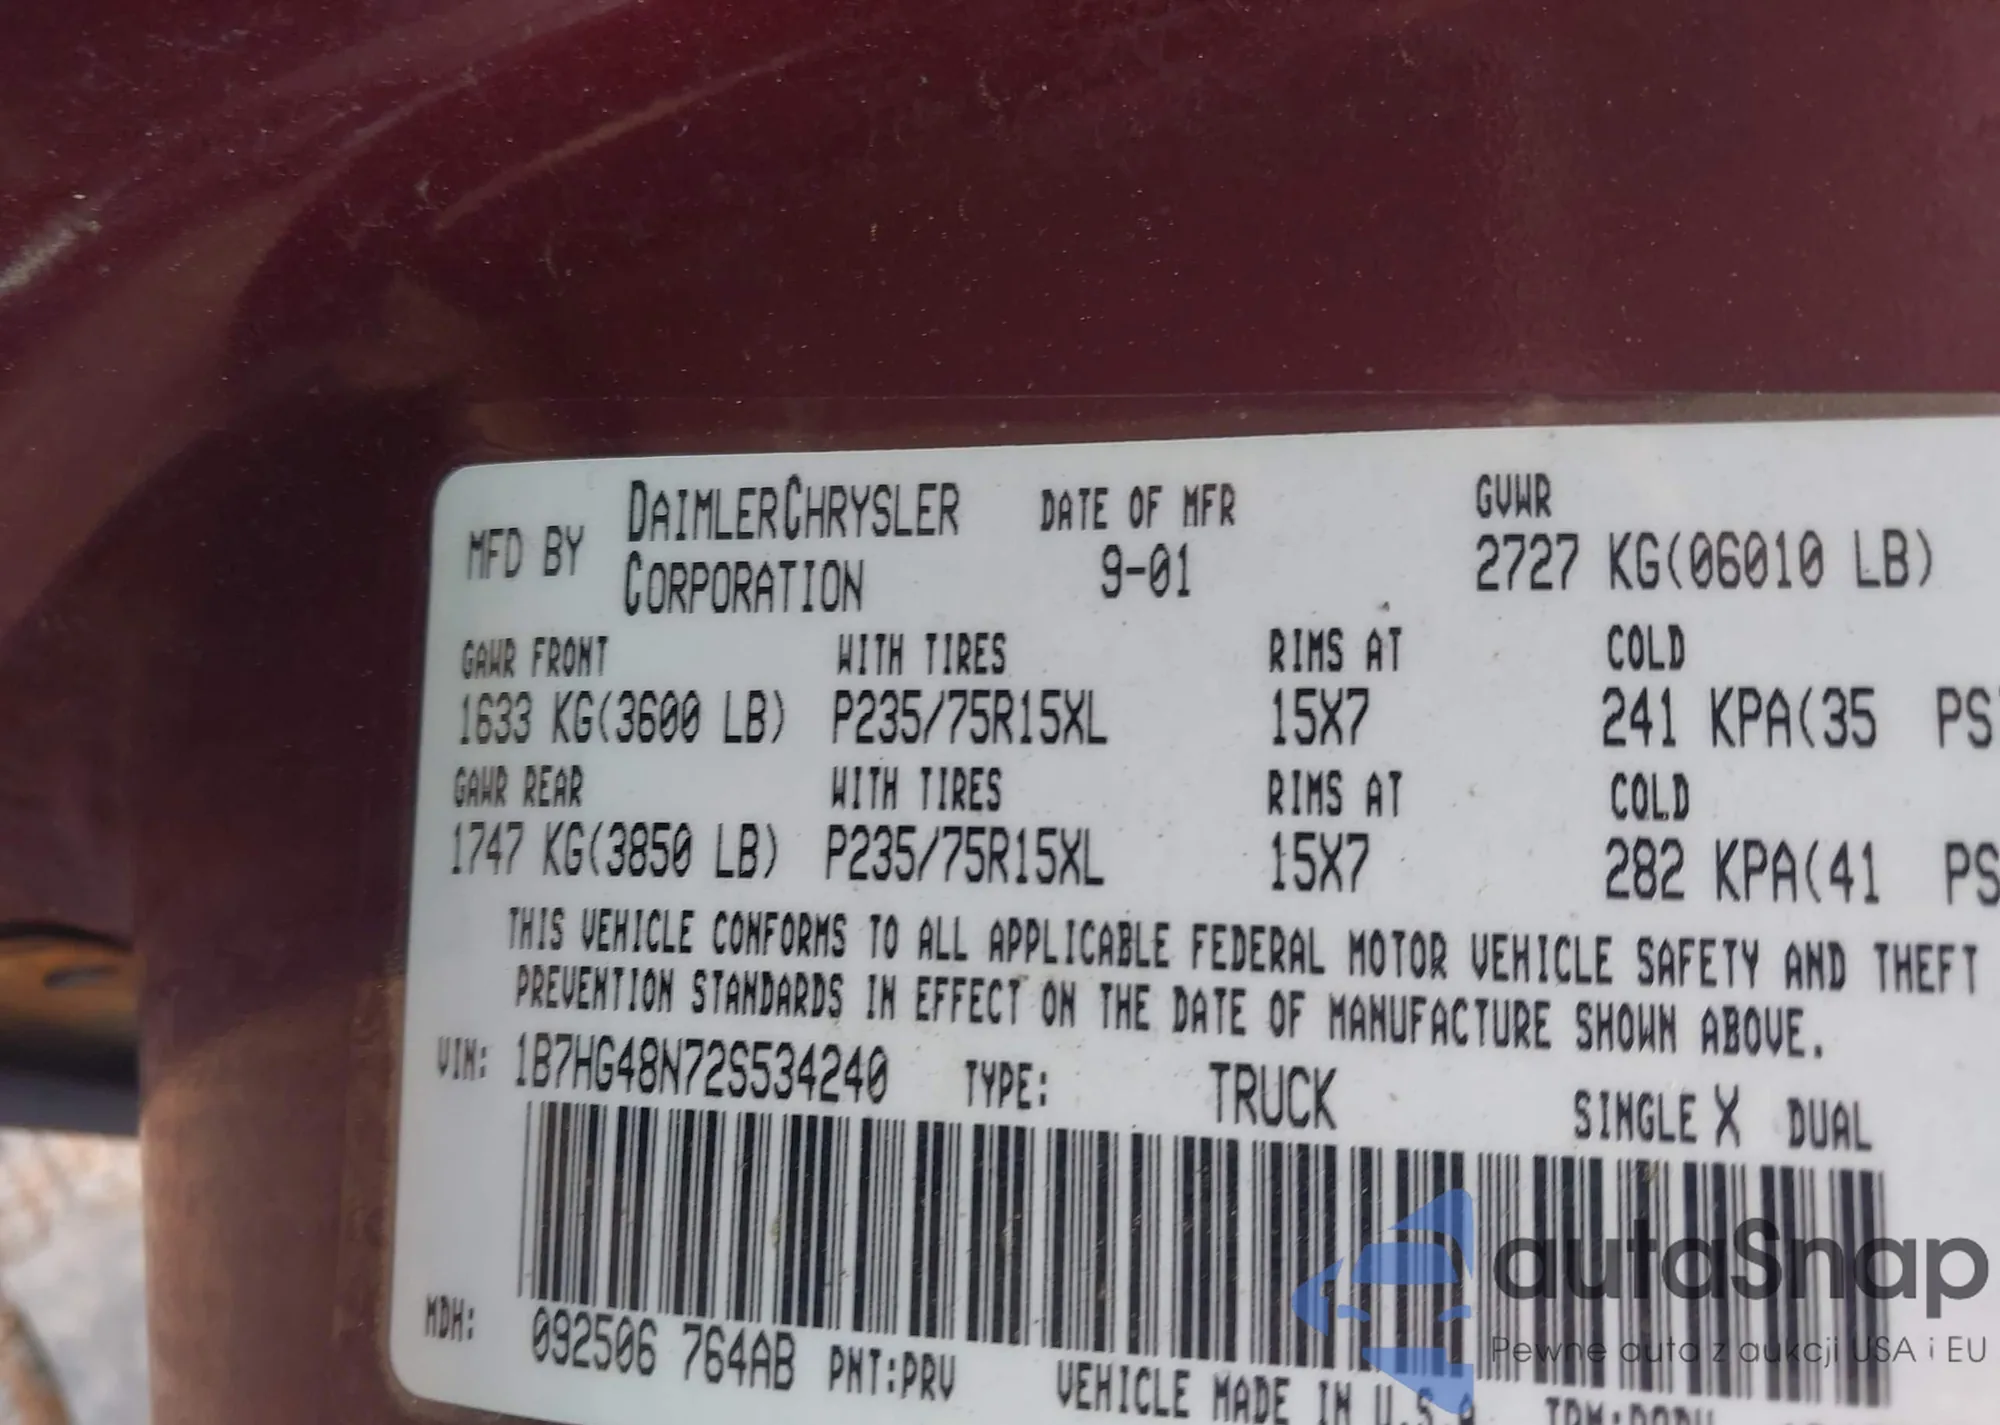 MFD BY DAIMLERCHRYSLER CORPORATION DATE OF MFR 9-01 GVWR 2727 KG(06010 LB)
GAWR FRONT WITH TIRES RIMS AT COLD
1633 KG(3600 LB) P235/75R15XL 15X7 241 KPA(35 PS
GAWR REAR WITH TIRES RIMS AT COLD
1747 KG(3850 LB) P235/75R15XL 15X7 282 KPA(41 PS
THIS VEHICLE CONFORMS TO ALL APPLICABLE FEDERAL MOTOR VEHICLE SAFETY AND THEFT
PREVENTION STANDARDS IN EFFECT ON THE DATE OF MANUFACTURE SHOWN ABOVE.
VIN: 1B7HG48N72S534240 TYPE: TRUCK SINGLE X DUAL
MDH: 092506 764AB PNT:PRV VEHICLE MADE IN U.S.A
autaSnap
Pewne auta z aukcji USA i EU